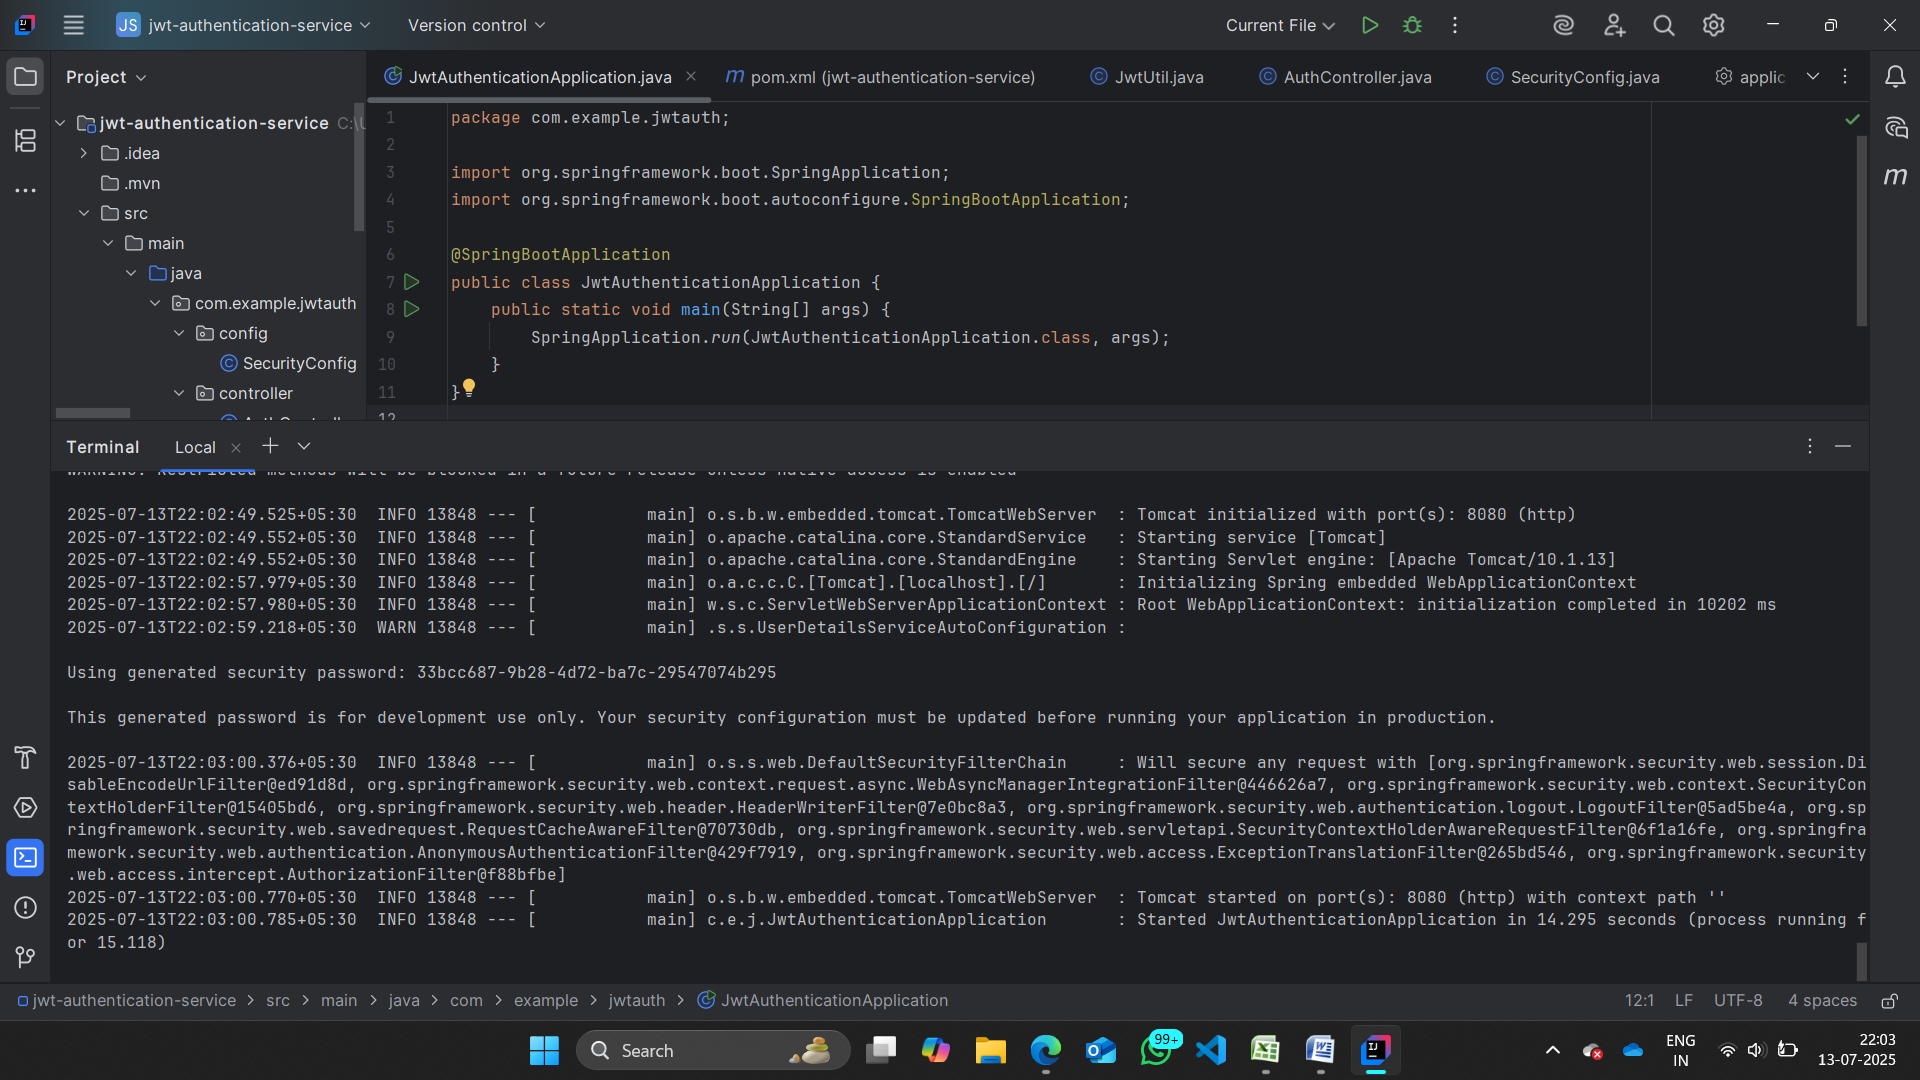 JS jwt-authentication-service
Version control
Current File
Project
JwtAuthenticationApplication.java
m pom.xml (jwt-authentication-service)
JwtUtil.java
AuthController.java
SecurityConfig.java
applic
jwt-authentication-service C:\U
.idea
.mvn
src
main
java
com.example.jwtauth
config
SecurityConfig
controller
1 package com.example.jwtauth;
2
3 import org.springframework.boot.SpringApplication;
4 import org.springframework.boot.autoconfigure.SpringBootApplication;
5
6 @SpringBootApplication
7 public class JwtAuthenticationApplication {
8 public static void main(String[] args) {
9 SpringApplication.run(JwtAuthenticationApplication.class, args);
10 }
11 }
12
m
Terminal Local
WARNING: Restricted methods will be blocked in a future release unless native access is enabled
2025-07-13T22:02:49.525+05:30  INFO 13848 --- [           main] o.s.b.w.embedded.tomcat.TomcatWebServer  : Tomcat initialized with port(s): 8080 (http)
2025-07-13T22:02:49.552+05:30  INFO 13848 --- [           main] o.apache.catalina.core.StandardService   : Starting service [Tomcat]
2025-07-13T22:02:49.552+05:30  INFO 13848 --- [           main] o.apache.catalina.core.StandardEngine    : Starting Servlet engine: [Apache Tomcat/10.1.13]
2025-07-13T22:02:57.979+05:30  INFO 13848 --- [           main] o.a.c.c.C.[Tomcat].[localhost].[/]       : Initializing Spring embedded WebApplicationContext
2025-07-13T22:02:57.980+05:30  INFO 13848 --- [           main] w.s.c.ServletWebServerApplicationContext : Root WebApplicationContext: initialization completed in 10202 ms
2025-07-13T22:02:59.218+05:30  WARN 13848 --- [           main] .s.s.UserDetailsServiceAutoConfiguration :
Using generated security password: 33bcc687-9b28-4d72-ba7c-29547074b295
This generated password is for development use only. Your security configuration must be updated before running your application in production.
2025-07-13T22:03:00.376+05:30  INFO 13848 --- [           main] o.s.s.web.DefaultSecurityFilterChain     : Will secure any request with [org.springframework.security.web.session.Di
sableEncodeUrlFilter@ed91d8d, org.springframework.security.web.context.request.async.WebAsyncManagerIntegrationFilter@446626a7, org.springframework.security.web.context.SecurityCon
textHolderFilter@15405bd6, org.springframework.security.web.header.HeaderWriterFilter@7e0bc8a3, org.springframework.security.web.authentication.logout.LogoutFilter@5ad5be4a, org.sp
ringframework.security.web.savedrequest.RequestCacheAwareFilter@70730db, org.springframework.security.web.servletapi.SecurityContextHolderAwareRequestFilter@6f1a16fe, org.springfra
mework.security.web.authentication.AnonymousAuthenticationFilter@429f7919, org.springframework.security.web.access.ExceptionTranslationFilter@265bd546, org.springframework.security
.web.access.intercept.AuthorizationFilter@f88bfbe]
2025-07-13T22:03:00.770+05:30  INFO 13848 --- [           main] o.s.b.w.embedded.tomcat.TomcatWebServer  : Tomcat started on port(s): 8080 (http) with context path ''
2025-07-13T22:03:00.785+05:30  INFO 13848 --- [           main] c.e.j.JwtAuthenticationApplication       : Started JwtAuthenticationApplication in 14.295 seconds (process running f
or 15.118)
jwt-authentication-service > src > main > java > com > example > jwtauth > JwtAuthenticationApplication
12:1 LF UTF-8 4 spaces
Search
99+
ENG
IN
22:03
13-07-2025